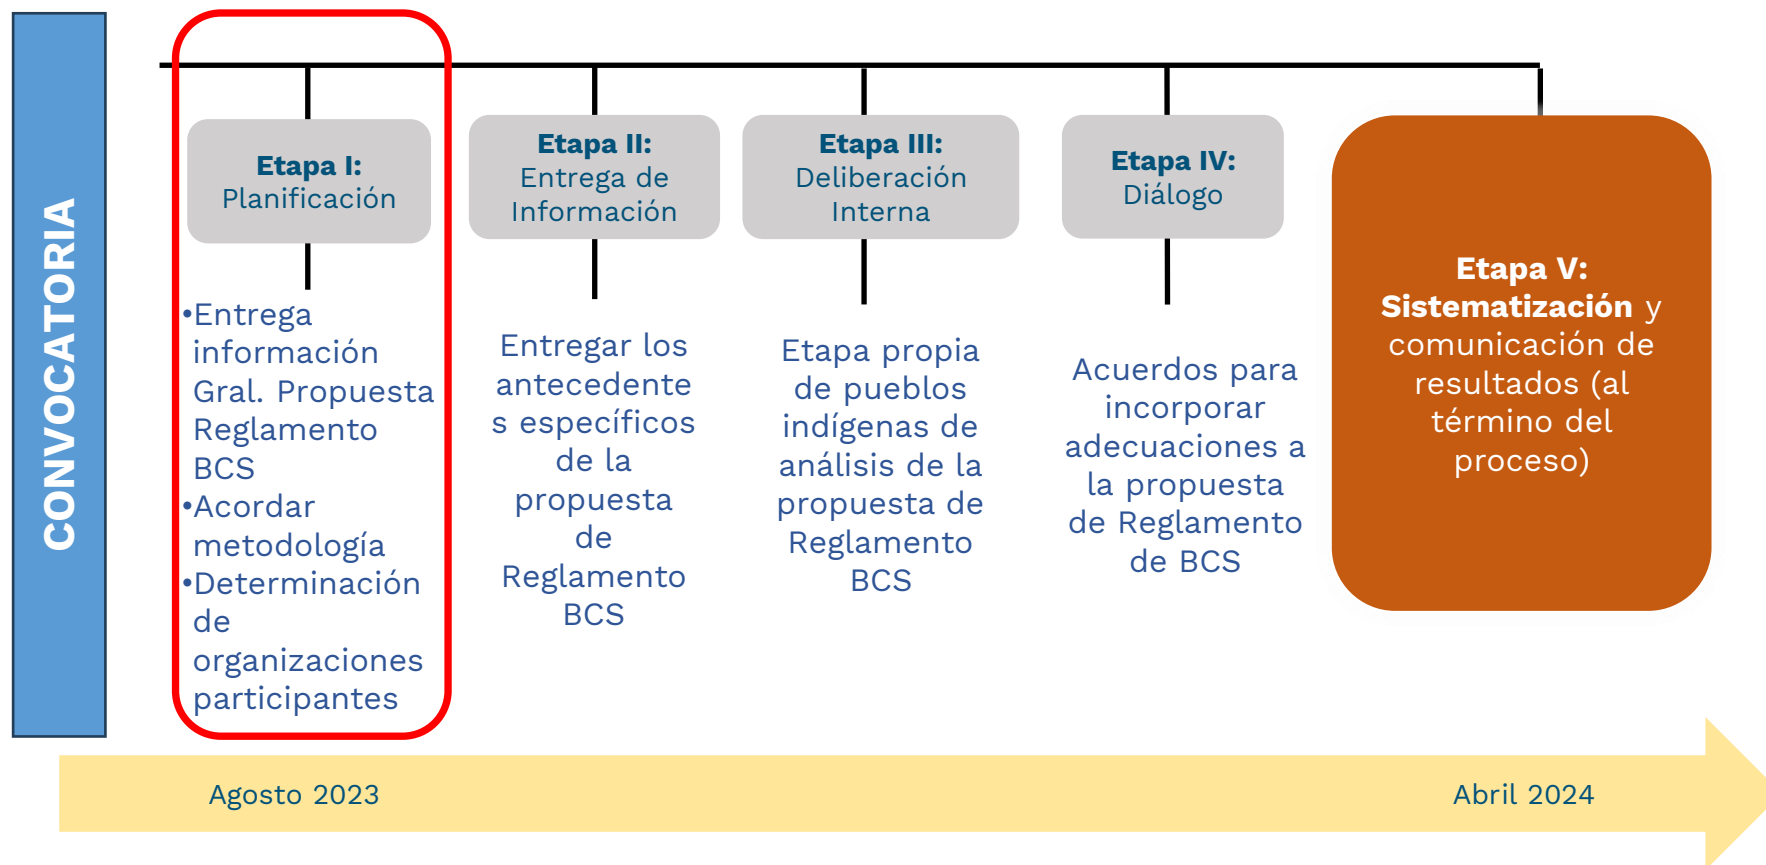 CONVOCATORIA
Etapa I:
Planificación
•Entrega
información
Gral. Propuesta
Reglamento
BCS
•Acordar
metodología
•Determinación
de
organizaciones
participantes
Etapa II:
Entrega de
Información
Entregar los
antecedente
s específicos
de la
propuesta
de
Reglamento
BCS
Etapa III:
Deliberación
Interna
Etapa propia
de pueblos
indígenas de
análisis de la
propuesta de
Reglamento
BCS
Etapa IV:
Diálogo
Acuerdos para
incorporar
adecuaciones a
la propuesta
de Reglamento
de BCS
Etapa V:
Sistematización y
comunicación de
resultados (al
término del
proceso)
Agosto 2023
Abril 2024